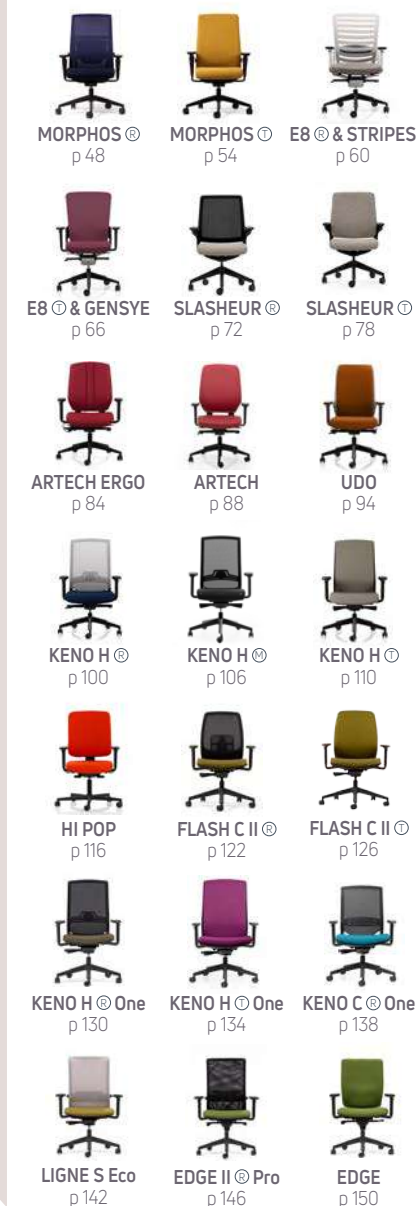 MORPHOS Ⓡ MORPHOS Ⓣ E8 Ⓡ & STRIPES
p 48 p 54 p 60
E8 Ⓣ & GENSYE SLASHEUR Ⓡ SLASHEUR Ⓣ
p 66 p 72 p 78
ARTECH ERGO ARTECH UDO
p 84 p 88 p 94
KENO H Ⓡ KENO H Ⓜ KENO H Ⓣ
p 100 p 106 p 110
HI POP FLASH C II Ⓡ FLASH C II Ⓣ
p 116 p 122 p 126
KENO H Ⓡ One KENO H Ⓣ One KENO C Ⓡ One
p 130 p 134 p 138
LIGNE S Eco EDGE II Ⓡ Pro EDGE
p 142 p 146 p 150